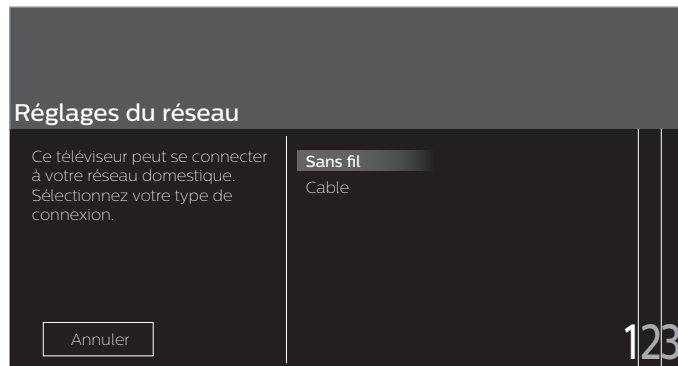 Réglages du réseau
Ce téléviseur peut se connecter
à votre réseau domestique.
Sélectionnez votre type de
connexion.
Sans fil
Cable
Annuler
123